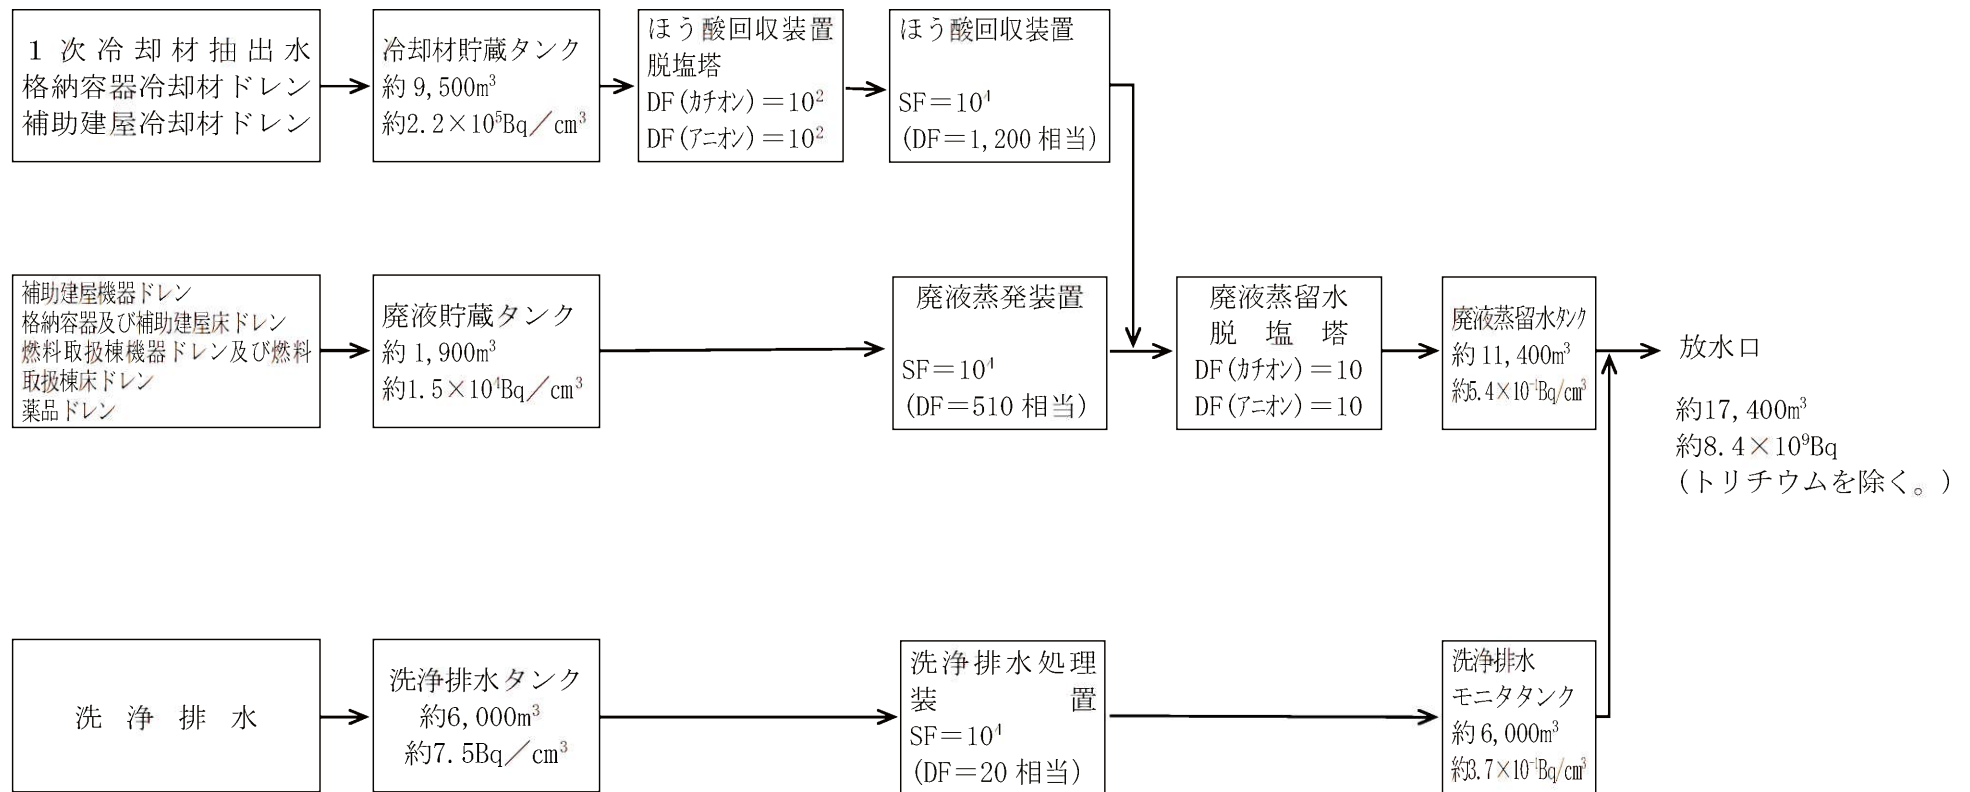 １次冷却材抽出水
格納容器冷却材ドレン
補助建屋冷却材ドレン
冷却材貯蔵タンク
約9,500m³
約2.2×10⁵Bq／cm³
ほう酸回収装置
脱塩塔
DF(ｶﾁｵﾝ)＝10²
DF(ｱﾆｵﾝ)＝10²
ほう酸回収装置
SF＝10⁴
(DF＝1,200相当)
補助建屋機器ドレン
格納容器及び補助建屋床ドレン
燃料取扱棟機器ドレン及び燃料
取扱棟床ドレン
薬品ドレン
廃液貯蔵タンク
約1,900m³
約1.5×10⁴Bq／cm³
廃液蒸発装置
SF＝10⁴
(DF＝510相当)
廃液蒸留水
脱塩塔
DF(ｶﾁｵﾝ)＝10
DF(ｱﾆｵﾝ)＝10
廃液蒸留水ﾀﾝｸ
約11,400m³
約5.4×10⁻¹Bq/cm³
放水口
約17,400m³
約8.4×10⁹Bq
(トリチウムを除く。)
洗浄排水
洗浄排水タンク
約6,000m³
約7.5Bq／cm³
洗浄排水処理
装置
SF＝10⁴
(DF＝20相当)
洗浄排水
モニタタンク
約6,000m³
約3.7×10⁻¹Bq/cm³